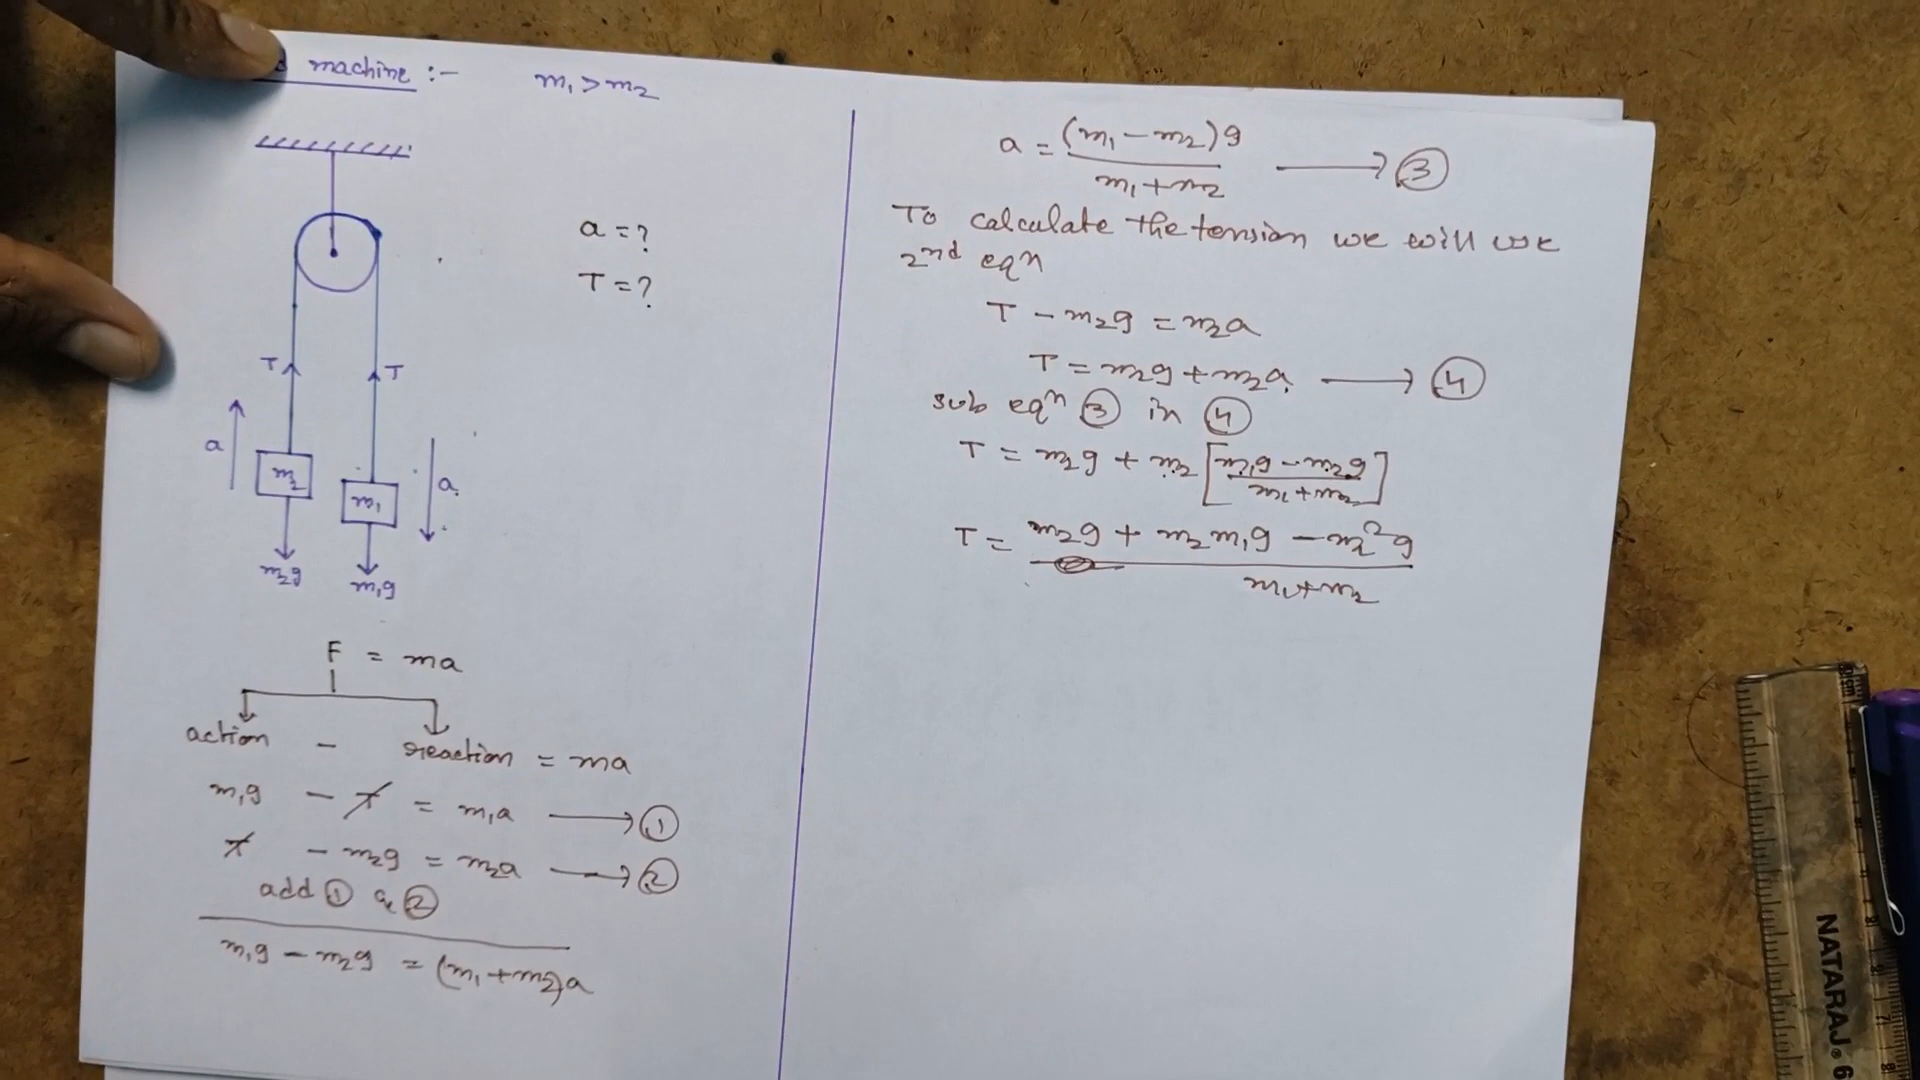 machine :-
m₁ > m₂
a = ?
T = ?
T
T
a
m₂
m₁
a
m₂g
m₁g
F = ma
action - reaction = ma
m₁g - T = m₁a → ①
T - m₂g = m₂a → ②
add ① & ②
m₁g - m₂g = (m₁+m₂)a
a = (m₁ - m₂)g / m₁+m₂ → ③
To calculate the tension we will use
2nd eqn
T - m₂g = m₂a
T = m₂g + m₂a → ④
sub eqn ③ in ④
T = m₂g + m₂ [m₁g - m₂g / m₁+m₂]
T = m₂g + m₂m₁g - m₂²g / m₁+m₂
NATARAJ® 6